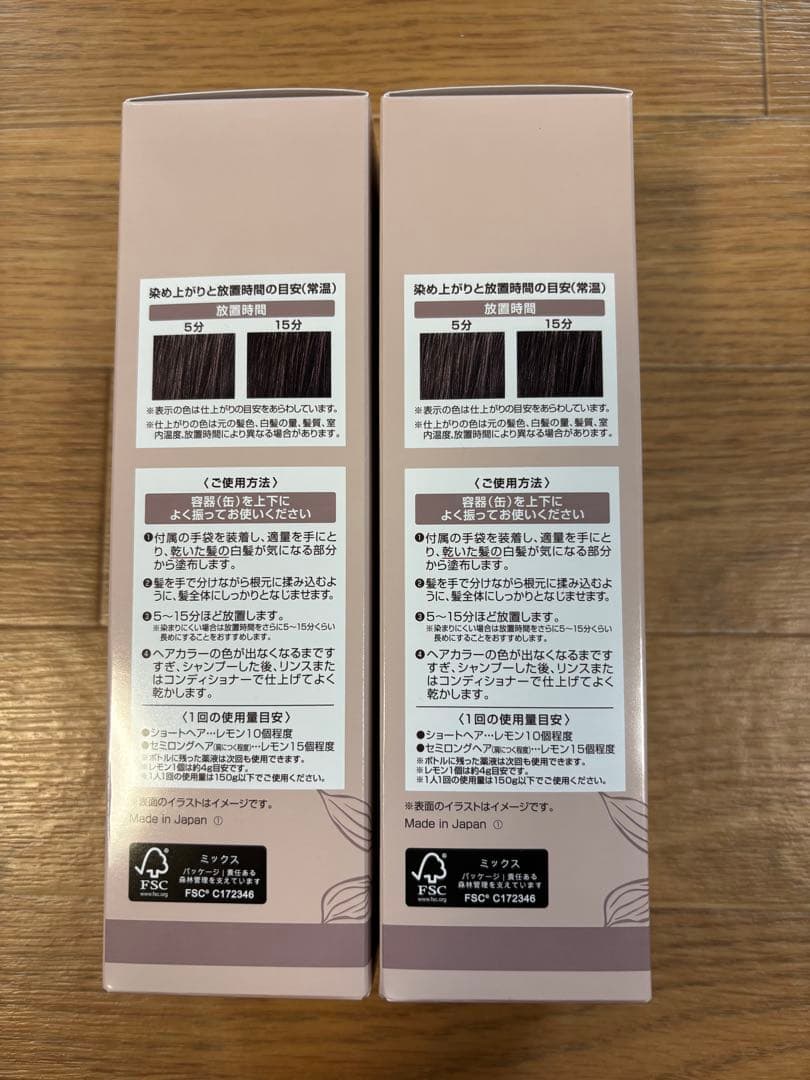 染め上がりと放置時間の目安(常温)
放置時間
5分 15分
※表示の色は仕上がりの目安をあらわしています。
※仕上がりの色は元の髪色、白髪の量、髪質、室
内温度、放置時間により異なる場合があります。
〈ご使用方法〉
容器(缶)を上下に
よく振ってお使いください
❶付属の手袋を装着し、適量を手にと
り、乾いた髪の白髪が気になる部分
から塗布します。
❷髪を手で分けながら根元に揉み込むよ
うに、髪全体にしっかりとなじませます。
❸5〜15分ほど放置します。
※染まりにくい場合は放置時間をさらに5〜15分くらい
長めにすることをおすすめします。
❹ヘアカラーの色が出なくなるまです
すぎ、シャンプーした後、リンスまた
はコンディショナーで仕上げてよく
乾かします。
〈1回の使用量目安〉
●ショートヘア…レモン10個程度
●セミロングヘア(肩につく程度)…レモン15個程度
※ボトルに残った薬液は次回も使用できます。
※レモン1個は約4g目安です。
※1人1回の使用量は150g以下でご使用ください。
※表面のイラストはイメージです。
Made in Japan ①
FSC
www.fsc.org
ミックス
パッケージ|責任ある
森林管理を支えています
FSC® C172346
染め上がりと放置時間の目安(常温)
放置時間
5分 15分
※表示の色は仕上がりの目安をあらわしています。
※仕上がりの色は元の髪色、白髪の量、髪質、室
内温度、放置時間により異なる場合があります。
〈ご使用方法〉
容器(缶)を上下に
よく振ってお使いください
❶付属の手袋を装着し、適量を手にと
り、乾いた髪の白髪が気になる部分
から塗布します。
❷髪を手で分けながら根元に揉み込むよ
うに、髪全体にしっかりとなじませます。
❸5〜15分ほど放置します。
※染まりにくい場合は放置時間をさらに5〜15分くらい
長めにすることをおすすめします。
❹ヘアカラーの色が出なくなるまです
すぎ、シャンプーした後、リンスまた
はコンディショナーで仕上げてよく
乾かします。
〈1回の使用量目安〉
●ショートヘア…レモン10個程度
●セミロングヘア(肩につく程度)…レモン15個程度
※ボトルに残った薬液は次回も使用できます。
※レモン1個は約4g目安です。
※1人1回の使用量は150g以下でご使用ください。
※表面のイラストはイメージです。
Made in Japan ①
FSC
www.fsc.org
ミックス
パッケージ|責任ある
森林管理を支えています
FSC® C172346